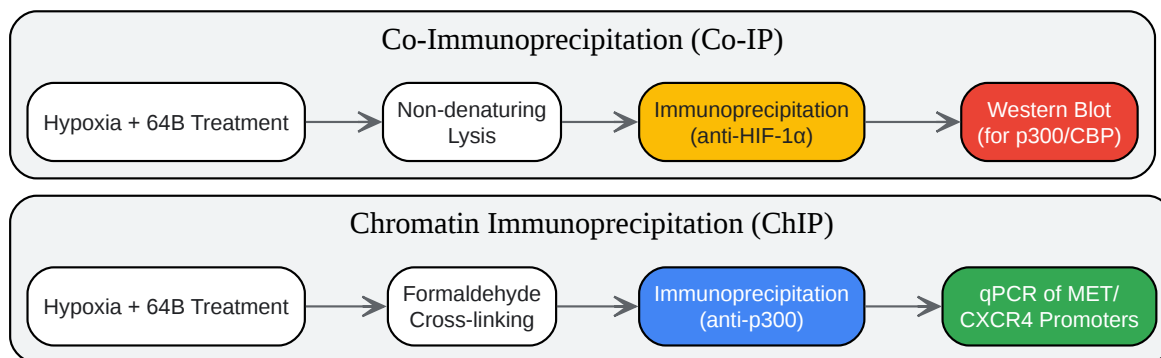 Co-Immunoprecipitation (Co-IP)
Hypoxia + 64B Treatment
Non-denaturing
Lysis
Immunoprecipitation
(anti-HIF-1α)
Western Blot
(for p300/CBP)
Chromatin Immunoprecipitation (ChIP)
Hypoxia + 64B Treatment
Formaldehyde
Cross-linking
Immunoprecipitation
(anti-p300)
qPCR of MET/
CXCR4 Promoters